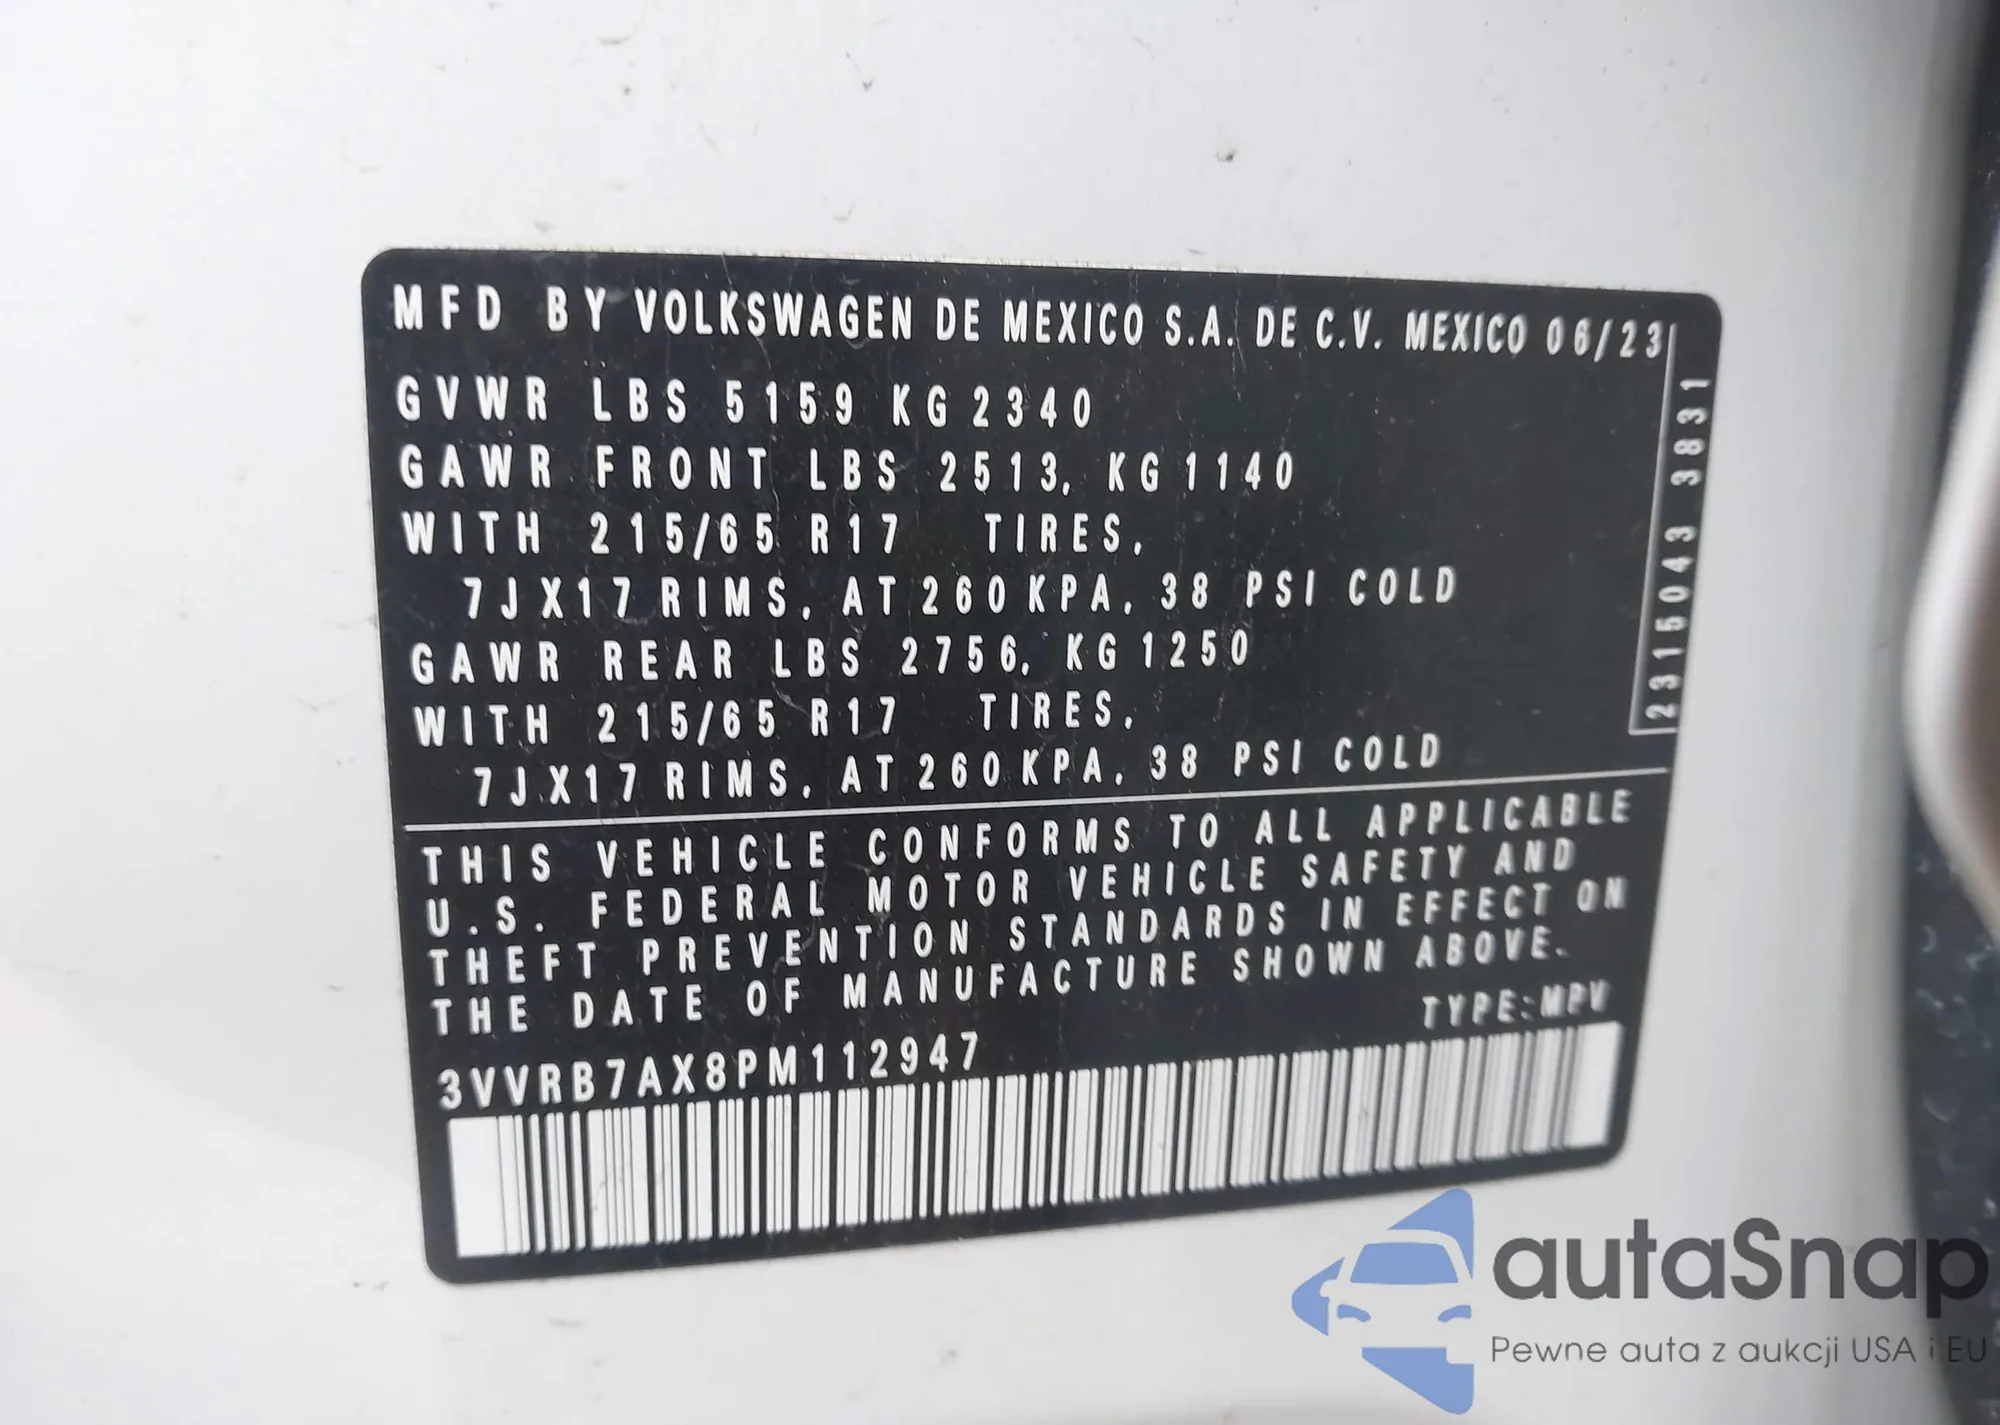 MFD BY VOLKSWAGEN DE MEXICO S.A. DE C.V. MEXICO 06/23
GVWR LBS 5159 KG 2340
GAWR FRONT LBS 2513, KG 1140
WITH 215/65 R17 TIRES,
7JX17 RIMS, AT 260 KPA, 38 PSI COLD
GAWR REAR LBS 2756, KG 1250
WITH 215/65 R17 TIRES,
7JX17 RIMS, AT 260 KPA, 38 PSI COLD
2315043 3831
THIS VEHICLE CONFORMS TO ALL APPLICABLE
U.S. FEDERAL MOTOR VEHICLE SAFETY AND
THEFT PREVENTION STANDARDS IN EFFECT ON
THE DATE OF MANUFACTURE SHOWN ABOVE.
TYPE:MPV
3VVRB7AX8PM112947
autaSnap
Pewne auta z aukcji USA i EU